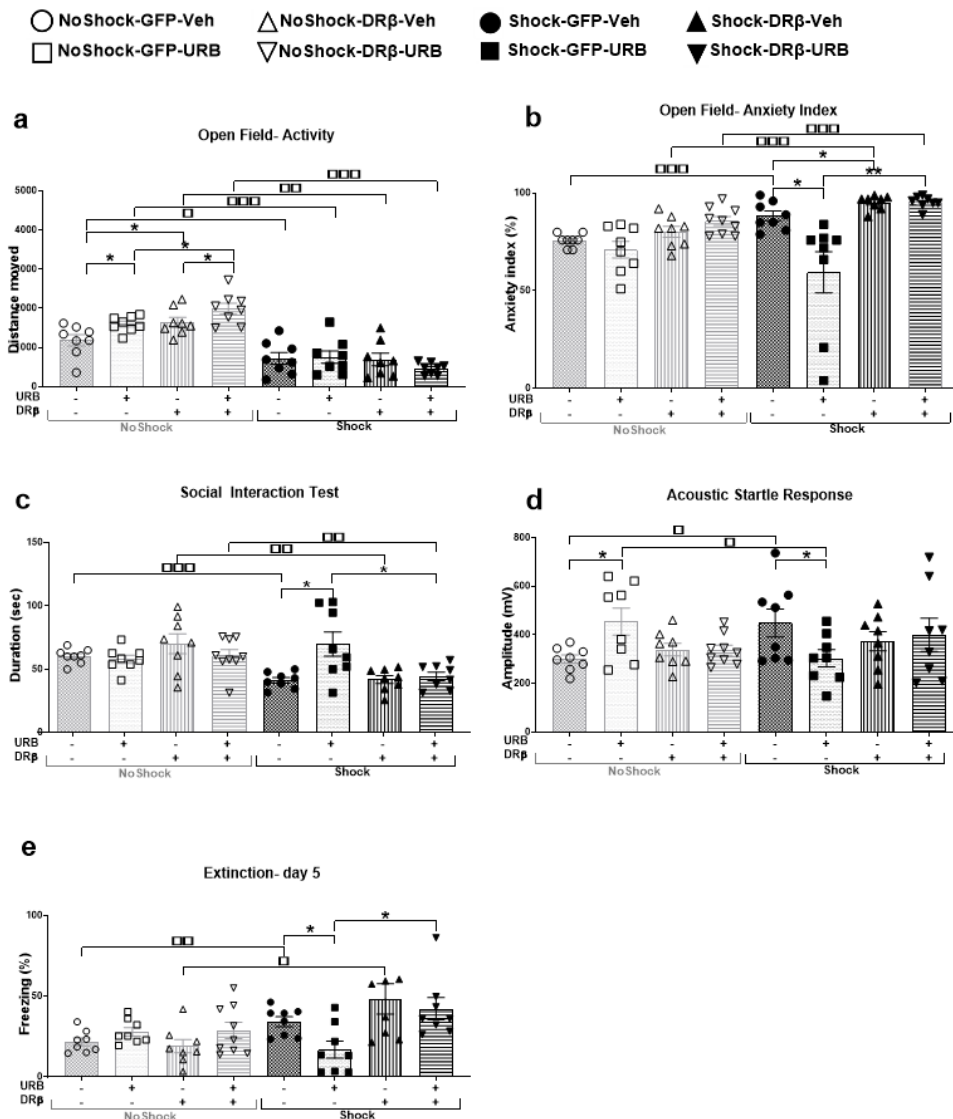 NoShock-GFP-Veh NoShock-DRβ-Veh Shock-GFP-Veh Shock-DRβ-Veh
NoShock-GFP-URB NoShock-DRβ-URB Shock-GFP-URB Shock-DRβ-URB
a
Open Field- Activity
Distance moved
5000
4000
3000
2000
1000
0
* * * *
URB - + - + - + - +
DRβ - - + + - - + +
NoShock Shock
b
Open Field- Anxiety Index
Anxiety index (%)
100
50
0
* * **
URB - + - + - + - +
DRβ - - + + - - + +
NoShock Shock
c
Social Interaction Test
Duration (sec)
150
100
50
0
* *
URB - + - + - + - +
DRβ - - + + - - + +
NoShock Shock
d
Acoustic Startle Response
Amplitude (mV)
800
600
400
200
0
* *
URB - + - + - + - +
DRβ - - + + - - + +
NoShock Shock
e
Extinction- day 5
Freezing (%)
100
50
0
* *
URB - + - + - + - +
DRβ - - + + - - + +
NoShock Shock